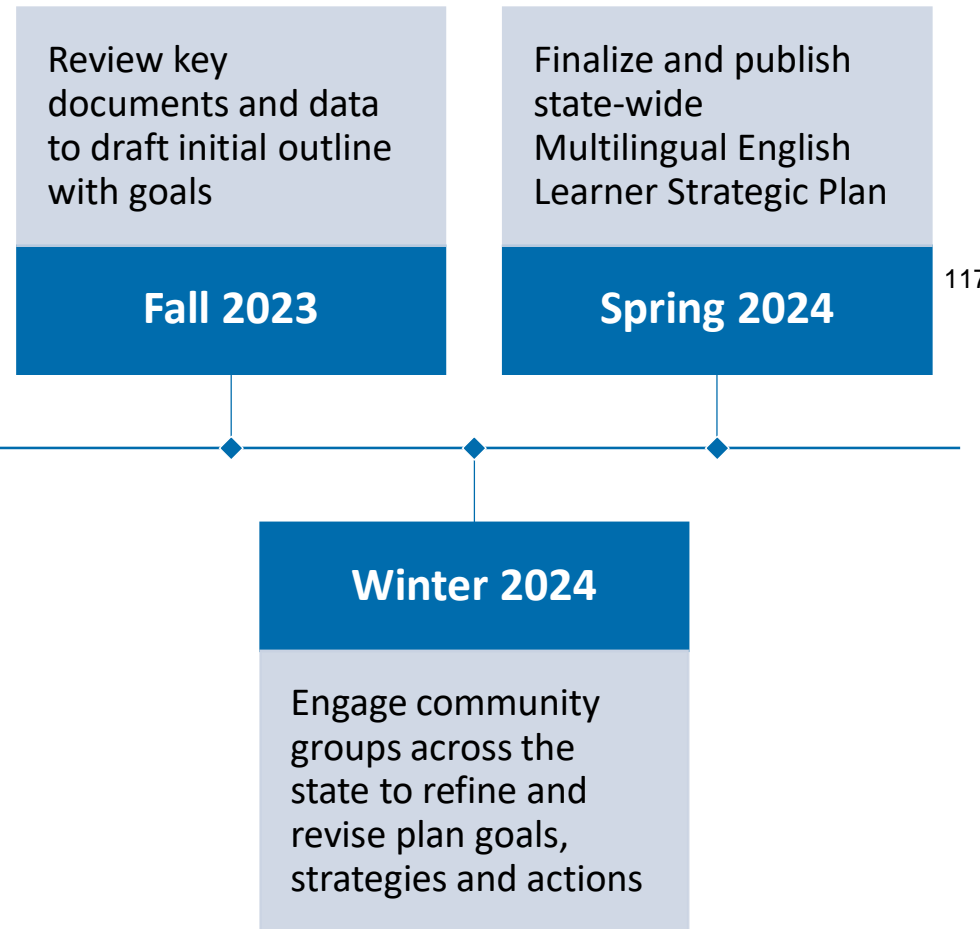 Review key
documents and data
to draft initial outline
with goals
Fall 2023
Finalize and publish
state-wide
Multilingual English
Learner Strategic Plan
Spring 2024
117
Winter 2024
Engage community
groups across the
state to refine and
revise plan goals,
strategies and actions